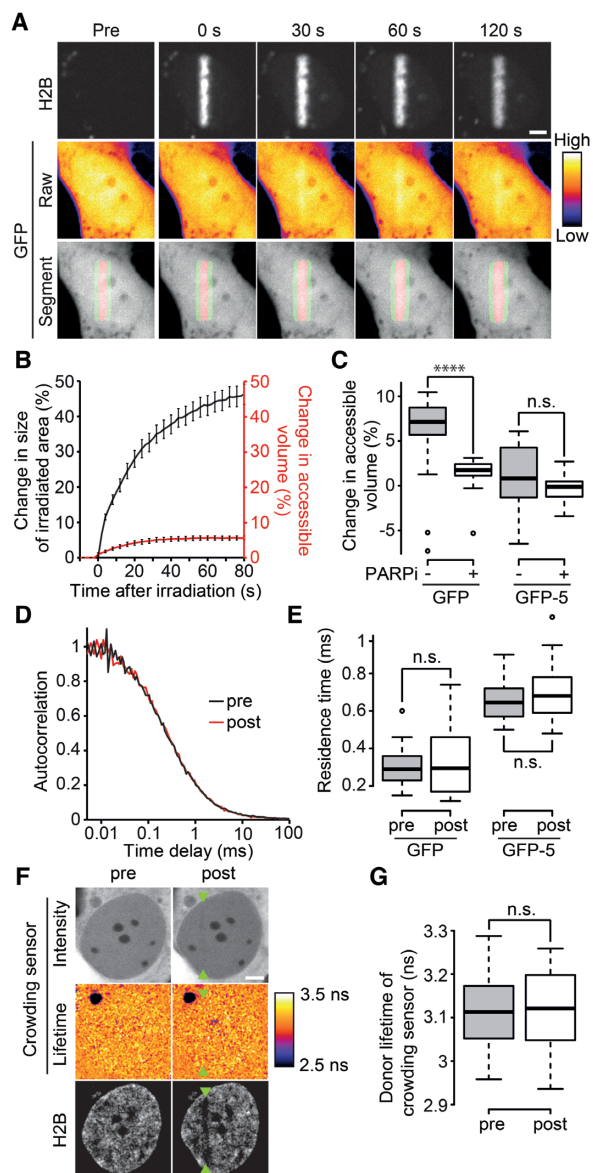 A
Pre 0 s 30 s 60 s 120 s
H2B
GFP
Raw
Segment
High
Low
B
Change in size
of irradiated area (%)
50
40
30
20
10
0
0 20 40 60 80
Time after irradiation (s)
50
40
30
20
10
0
Change in accessible
volume (%)
C
Change in accessible
volume (%)
10
5
0
-5
****
n.s.
PARPi - + - +
GFP GFP-5
D
Autocorrelation
1
0.8
0.6
0.4
0.2
0
pre
post
0.01 0.1 1 10 100
Time delay (ms)
E
Residence time (ms)
1.0
0.8
0.6
0.4
0.2
n.s.
n.s.
pre post pre post
GFP GFP-5
F
pre post
Crowding sensor
Intensity
Lifetime
H2B
3.5 ns
2.5 ns
G
Donor lifetime of
crowding sensor (ns)
3.3
3.2
3.1
3
2.9
n.s.
pre post